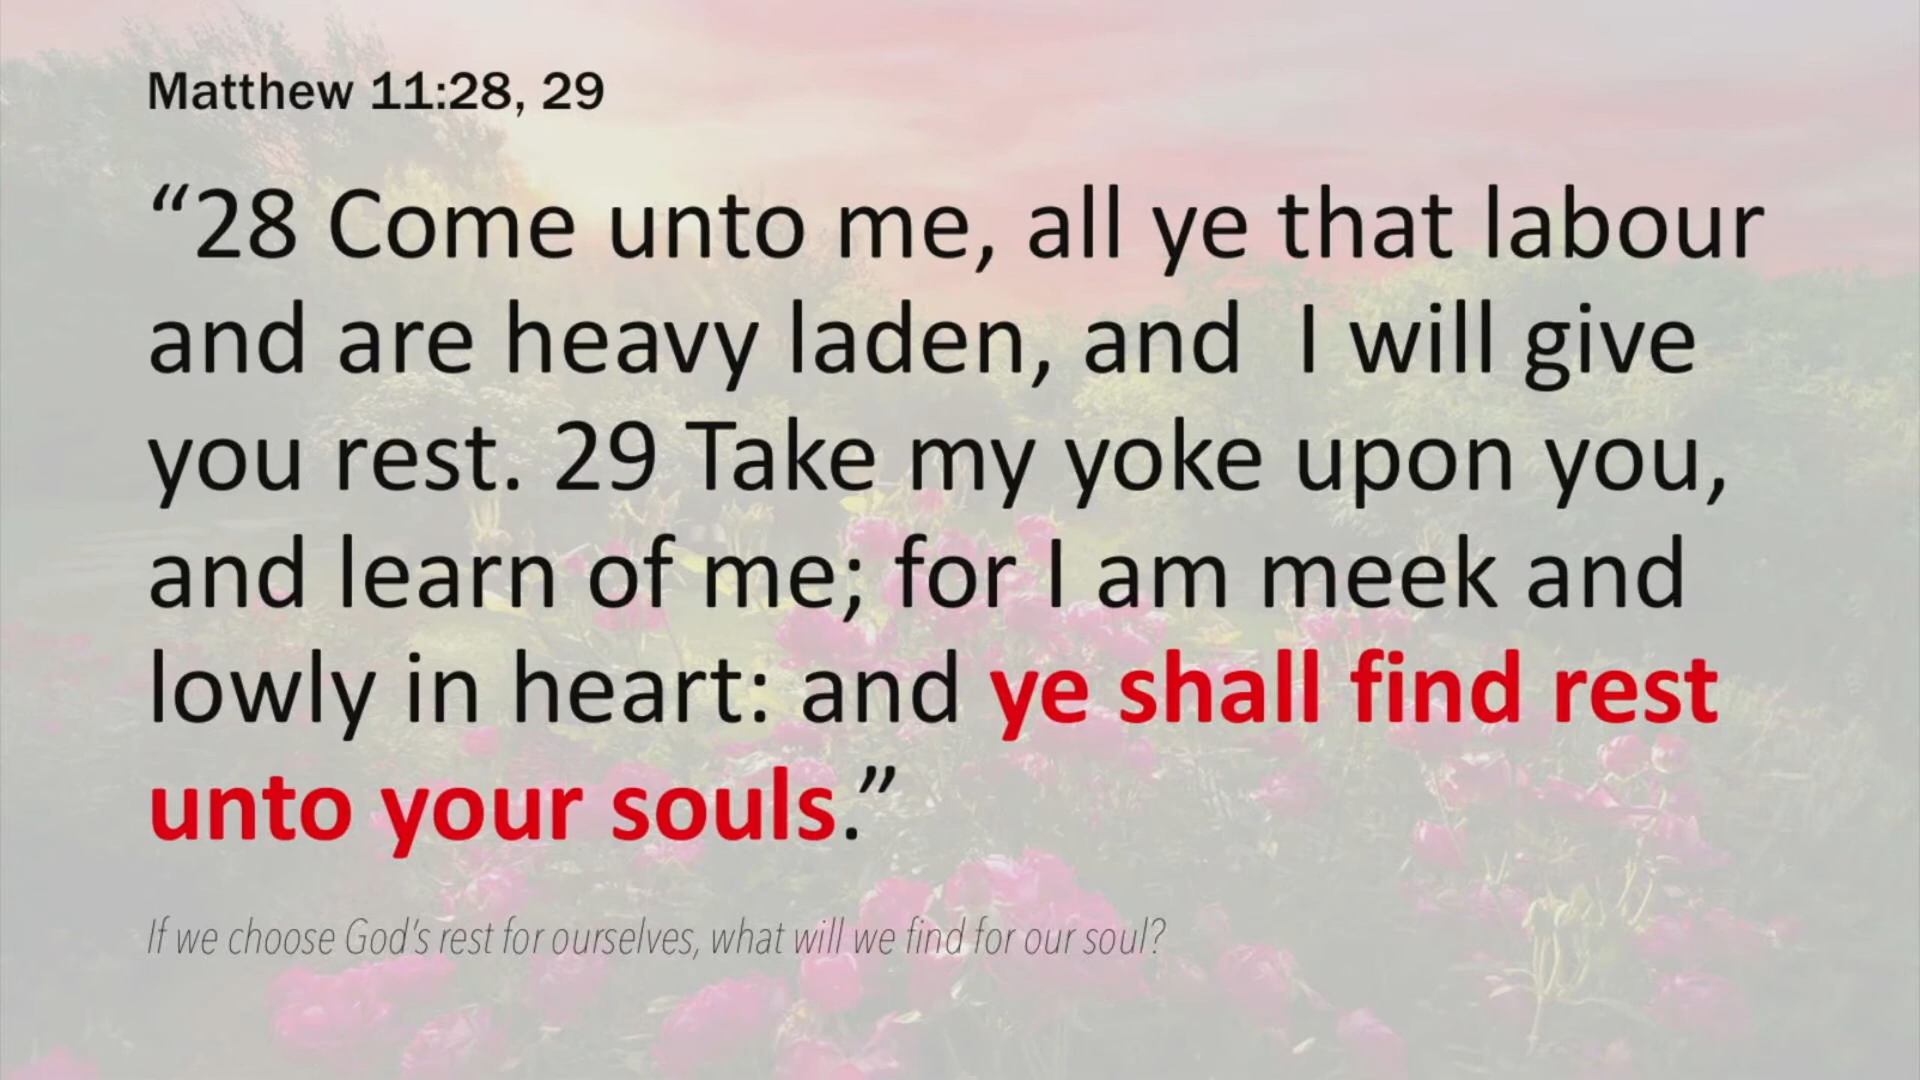 Matthew 11:28, 29
“28 Come unto me, all ye that labour
and are heavy laden, and  I will give
you rest. 29 Take my yoke upon you,
and learn of me; for I am meek and
lowly in heart: and ye shall find rest
unto your souls.”
If we choose God's rest for ourselves, what will we find for our soul?